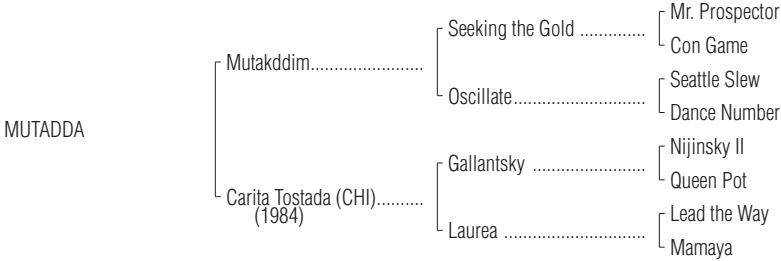 Mr. Prospector
Seeking the Gold ..............
Con Game
Mutakddim........................
Seattle Slew
Oscillate............................
Dance Number
MUTADDA
Nijinsky II
Gallantsky ........................
Queen Pot
Carita Tostada (CHI)..........
(1984)
Lead the Way
Laurea ..............................
Mamaya